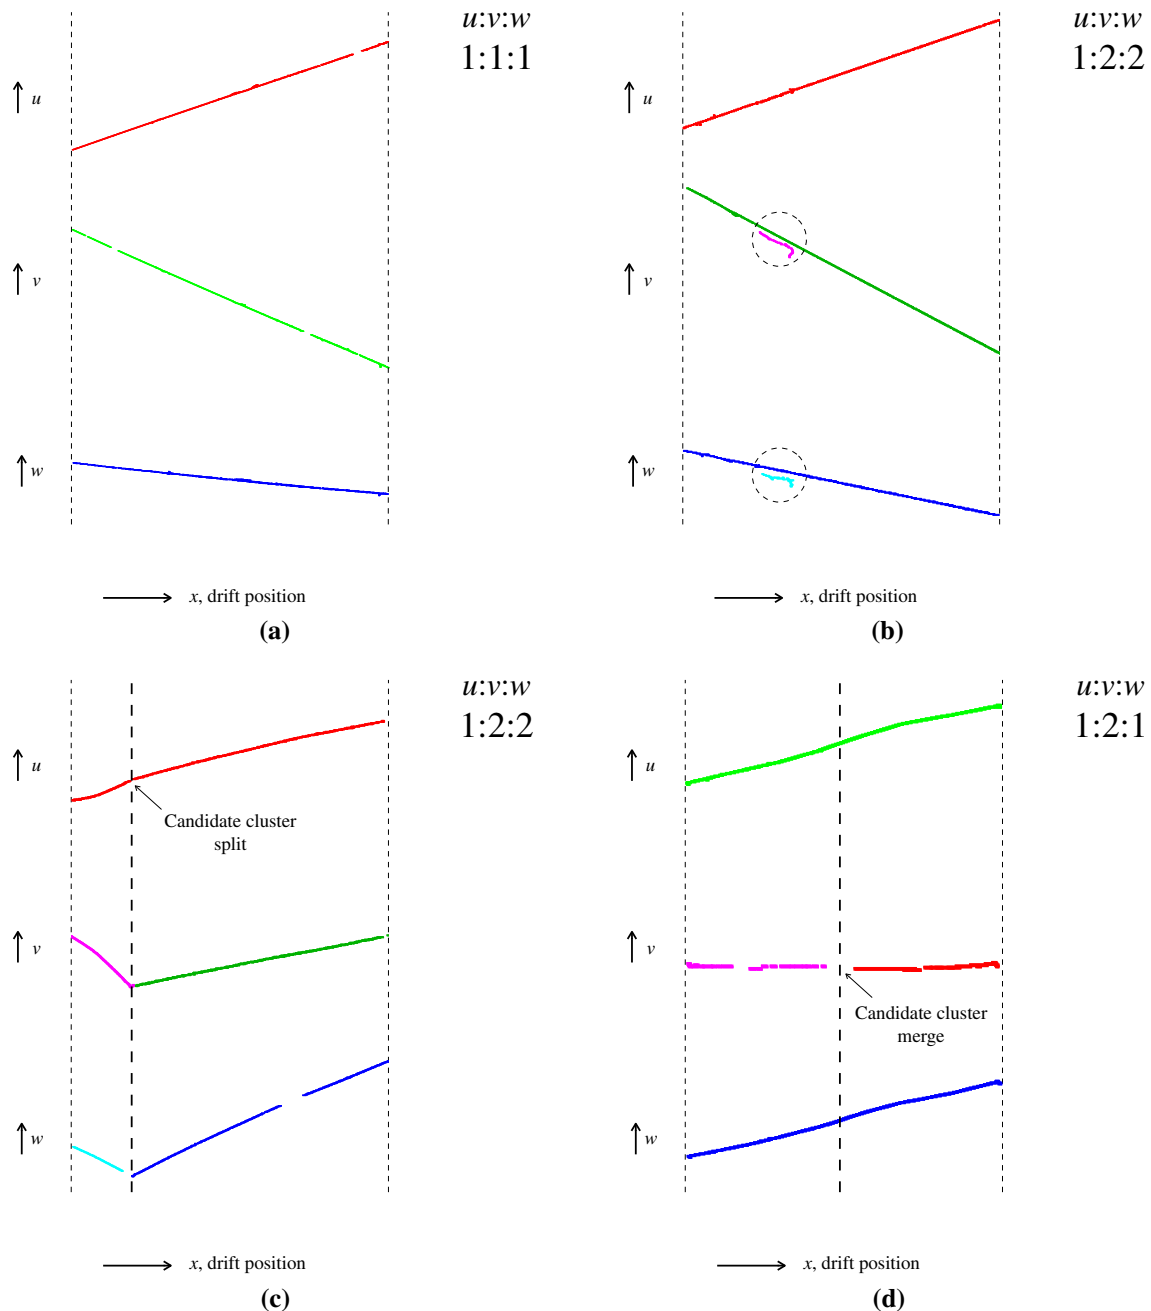 u:v:w
1:1:1
u
v
w
x, drift position
(a)
u:v:w
1:2:2
u
v
w
x, drift position
(b)
u:v:w
1:2:2
u
Candidate cluster
split
v
w
x, drift position
(c)
u:v:w
1:2:1
u
v
Candidate cluster
merge
w
x, drift position
(d)